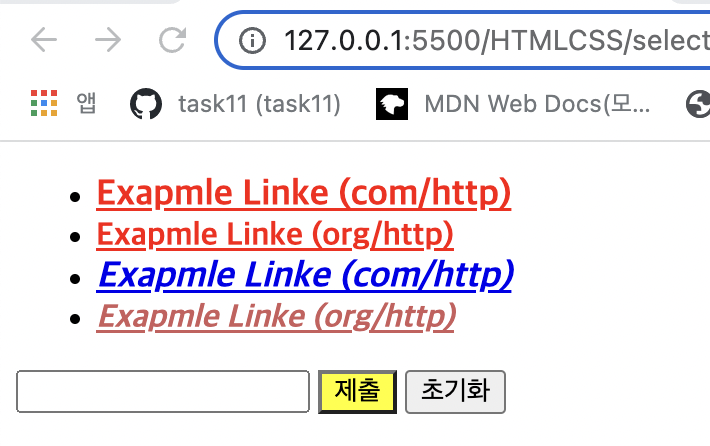 127.0.0.1:5500/HTMLCSS/select
앱 task11 (task11) MDN Web Docs(모...
Exapmle Linke (com/http)
Exapmle Linke (org/http)
Exapmle Linke (com/http)
Exapmle Linke (org/http)
제출 초기화